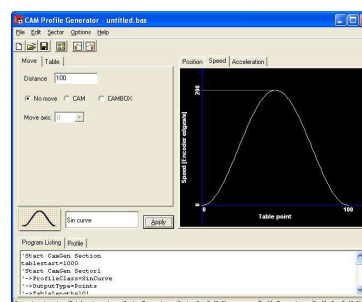 CAM Profile Generator - untitled.bas
File Edit Sector Options Help
Move Table
Distance 100
No move CAM CAMBOX
Move axis 0
Sin curve
Apply
Position Speed Acceleration
Speed [Encoder edges/s]
200
0
0 100
Table point
Program Listing Profile
'Start CamGen Section
tablestart=1000
'Start CamGen Sector1
'->ProfileClass=SinCurve
'->OutputType=Points